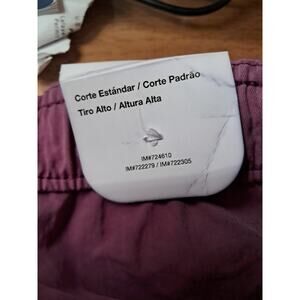 Corte Estándar / Corte Padrão
Tiro Alto / Altura Alta
IM#724610
IM#722279 / IM#722305